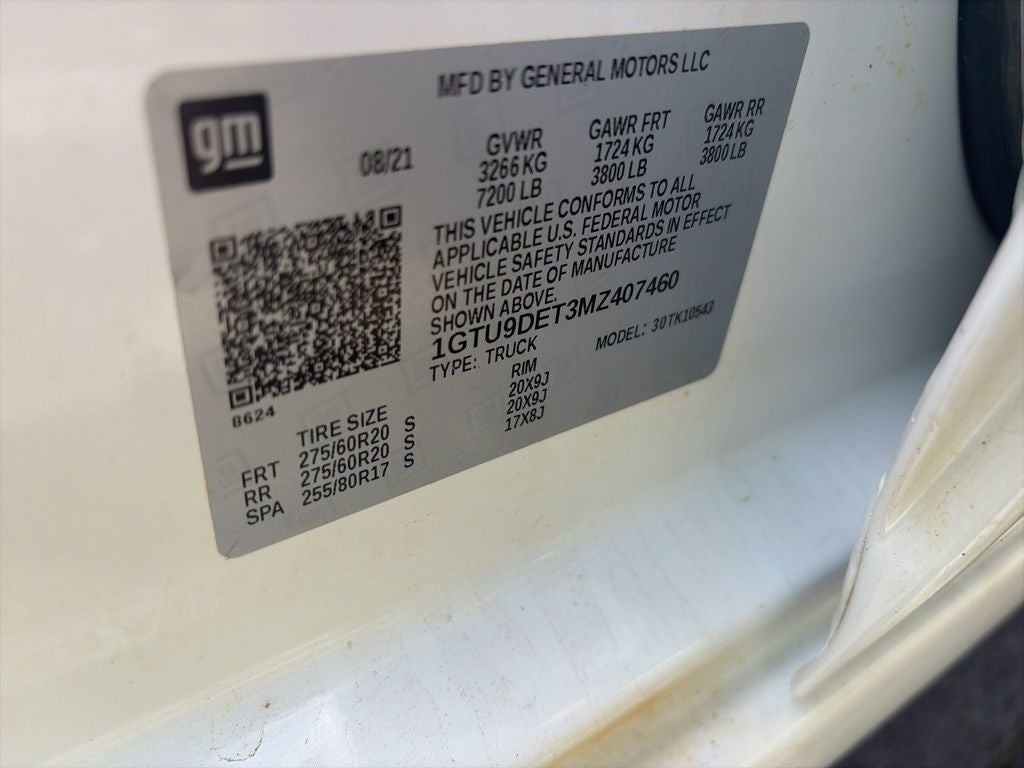 MFD BY GENERAL MOTORS LLC
gm
08/21
GVWR GAWR FRT GAWR RR
3266 KG 1724 KG 1724 KG
7200 LB 3800 LB 3800 LB
THIS VEHICLE CONFORMS TO ALL
APPLICABLE U.S. FEDERAL MOTOR
VEHICLE SAFETY STANDARDS IN EFFECT
ON THE DATE OF MANUFACTURE
SHOWN ABOVE.
1GTU9DET3MZ407460
TYPE: TRUCK MODEL: 30TK10543
8624
TIRE SIZE RIM
FRT 275/60R20 S 20X9J
RR 275/60R20 S 20X9J
SPA 255/80R17 S 17X8J